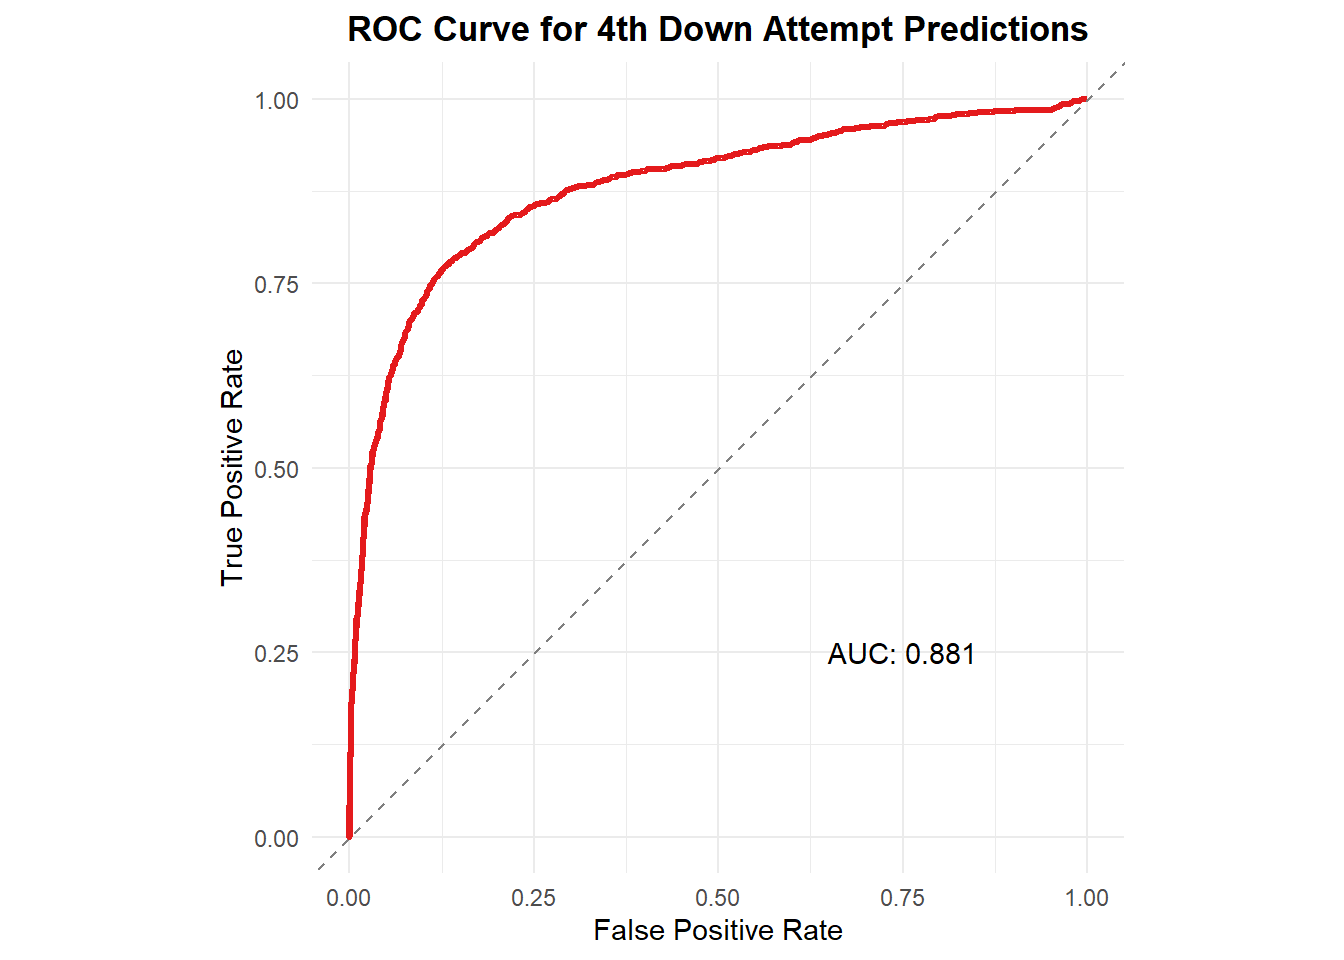 ROC Curve for 4th Down Attempt Predictions
1.00
0.75
0.50
0.25
0.00
True Positive Rate
AUC: 0.881
0.00 0.25 0.50 0.75 1.00
False Positive Rate